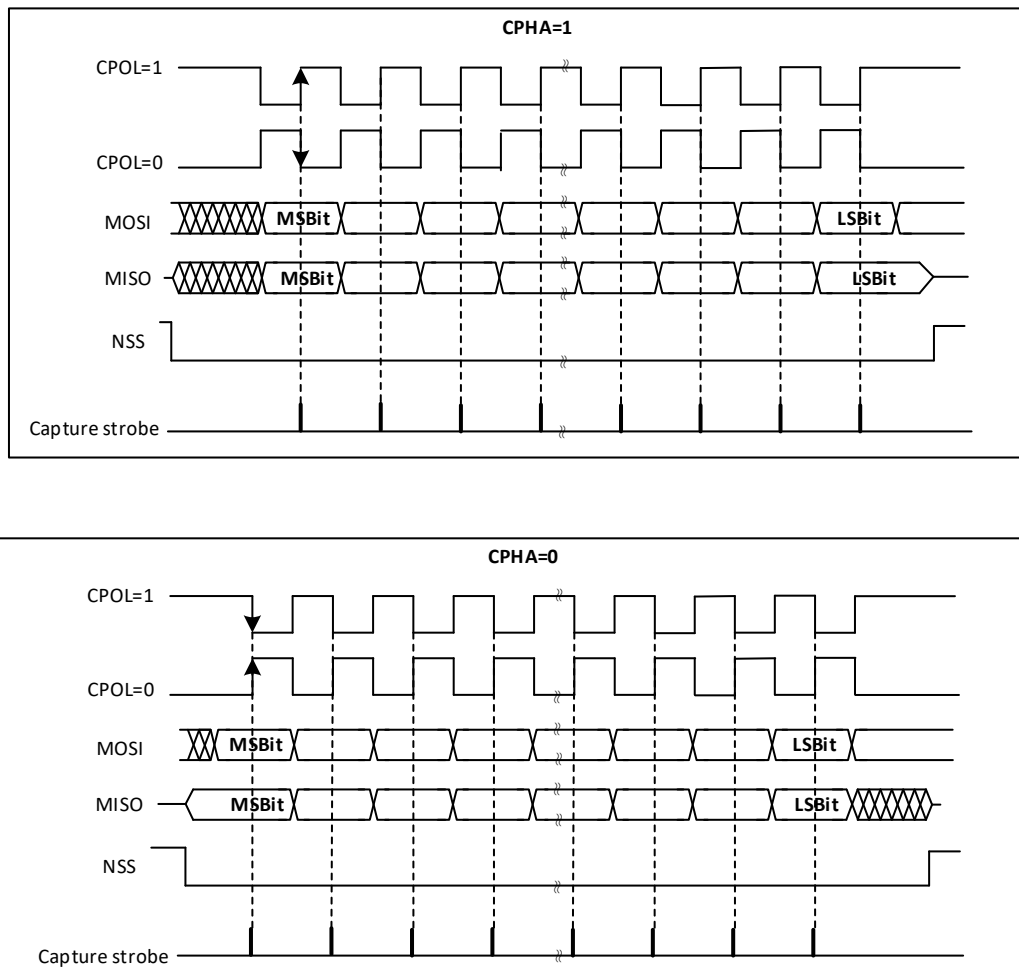 CPHA=1
CPOL=1
CPOL=0
MOSI MSBit LSBit
MISO MSBit LSBit
NSS
Capture strobe
CPHA=0
CPOL=1
CPOL=0
MOSI MSBit LSBit
MISO MSBit LSBit
NSS
Capture strobe